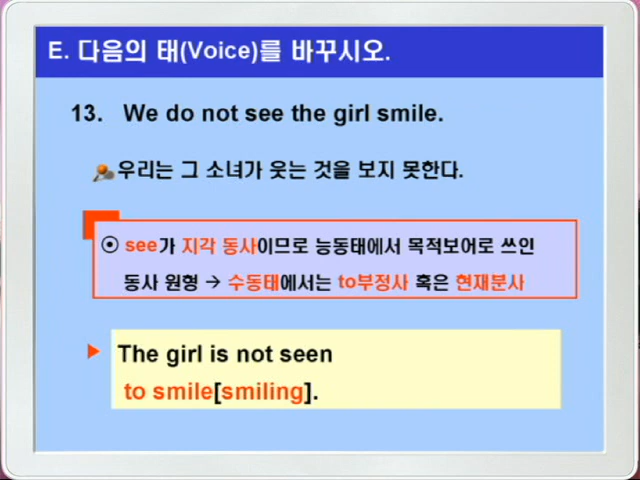 E. 다음의 태(Voice)를 바꾸시오.
13. We do not see the girl smile.
우리는 그 소녀가 웃는 것을 보지 못한다.
⊙ see가 지각 동사이므로 능동태에서 목적보어로 쓰인
동사 원형 → 수동태에서는 to부정사 혹은 현재분사
The girl is not seen
to smile[smiling].